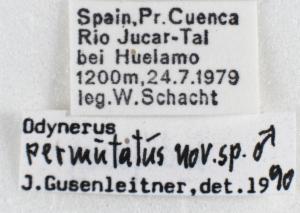 Spain,Pr.Cuenca
Rio Jucar-Tal
bei Huelamo
1200m,24.7.1979
leg.W.Schacht
Odynerus
permutatus nov.sp. ♂
J.Gusenleitner,det.1990